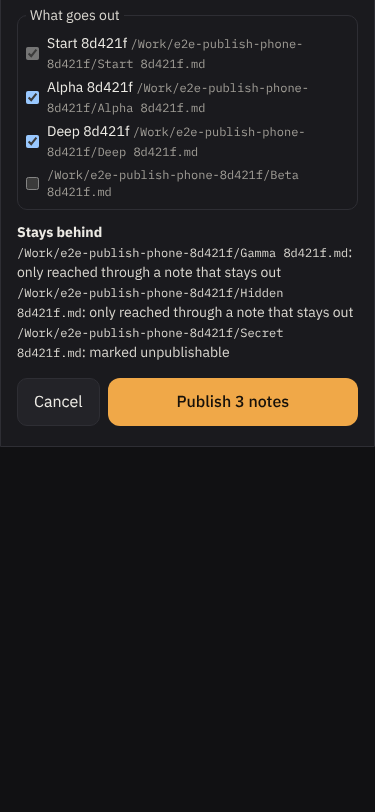 What goes out
Start 8d421f /Work/e2e-publish-phone-
8d421f/Start 8d421f.md
Alpha 8d421f /Work/e2e-publish-phone-
8d421f/Alpha 8d421f.md
Deep 8d421f /Work/e2e-publish-phone-
8d421f/Deep 8d421f.md
/Work/e2e-publish-phone-8d421f/Beta
8d421f.md
Stays behind
/Work/e2e-publish-phone-8d421f/Gamma 8d421f.md:
only reached through a note that stays out
/Work/e2e-publish-phone-8d421f/Hidden
8d421f.md: only reached through a note that stays out
/Work/e2e-publish-phone-8d421f/Secret
8d421f.md: marked unpublishable
Cancel
Publish 3 notes